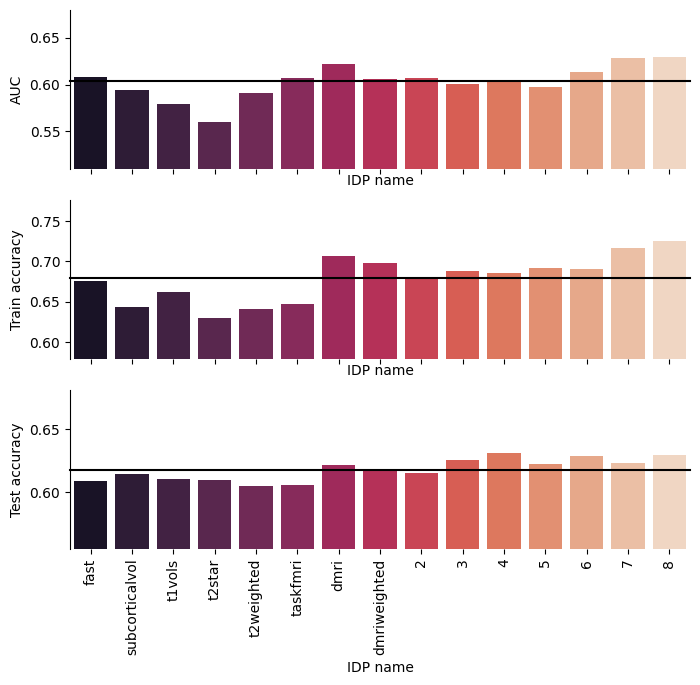 AUC
0.65
0.60
0.55
IDP name
Train accuracy
0.75
0.70
0.65
0.60
IDP name
Test accuracy
0.65
0.60
fast
subcorticalvol
t1vols
t2star
t2weighted
taskfmri
dmri
dmriweighted
2
3
4
5
6
7
8
IDP name